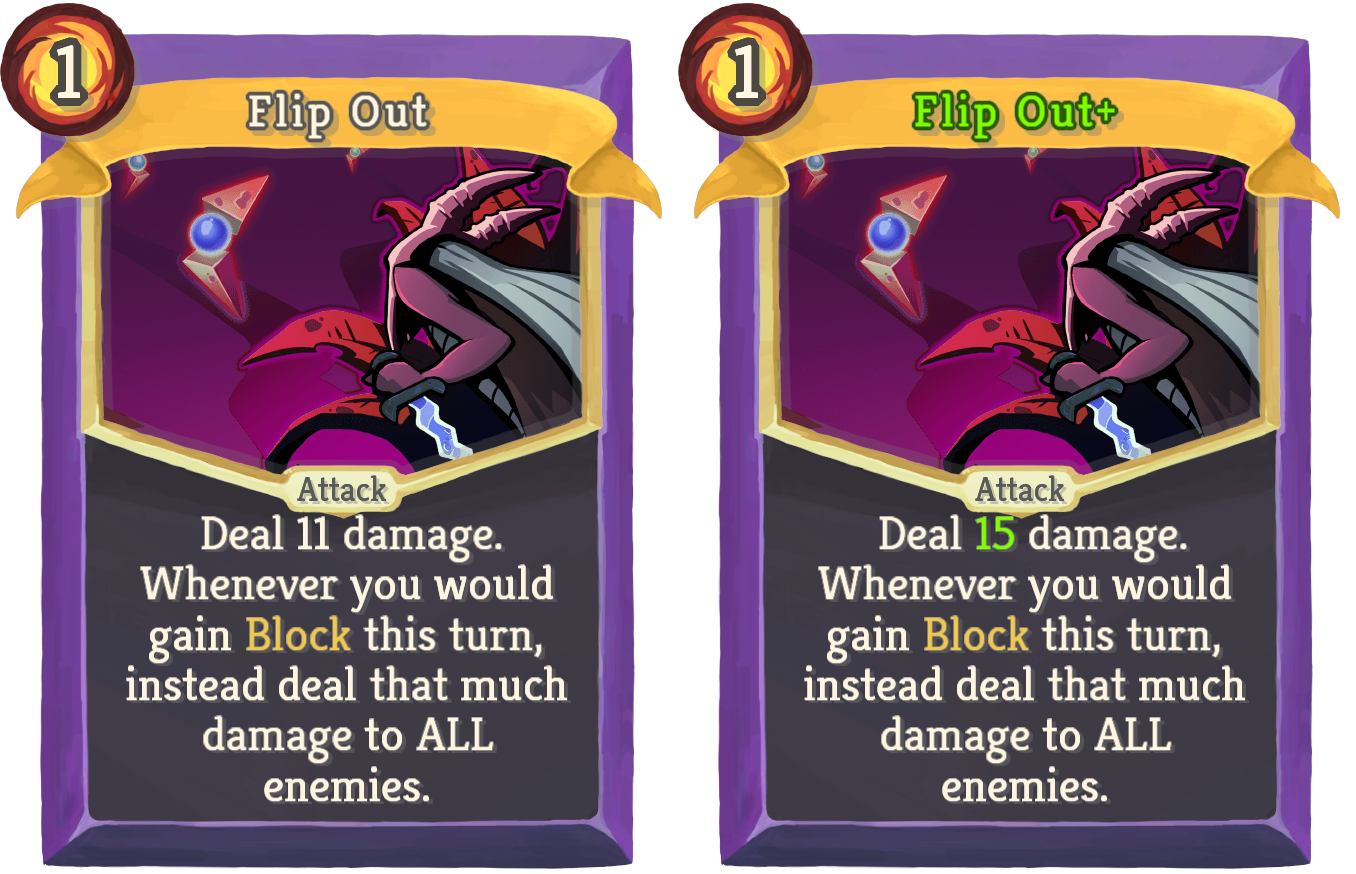 1
Flip Out
Attack
Deal 11 damage.
Whenever you would
gain Block this turn,
instead deal that much
damage to ALL
enemies.
1
Flip Out+
Attack
Deal 15 damage.
Whenever you would
gain Block this turn,
instead deal that much
damage to ALL
enemies.